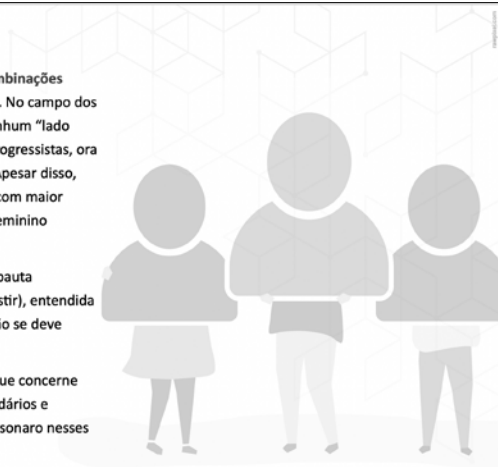 mbinações
. No campo dos
nhum “lado
rogressistas, ora
Apesar disso,
com maior
eminino
pauta
stir), entendida
io se deve
ue concerne
dários e
sonaro nesses